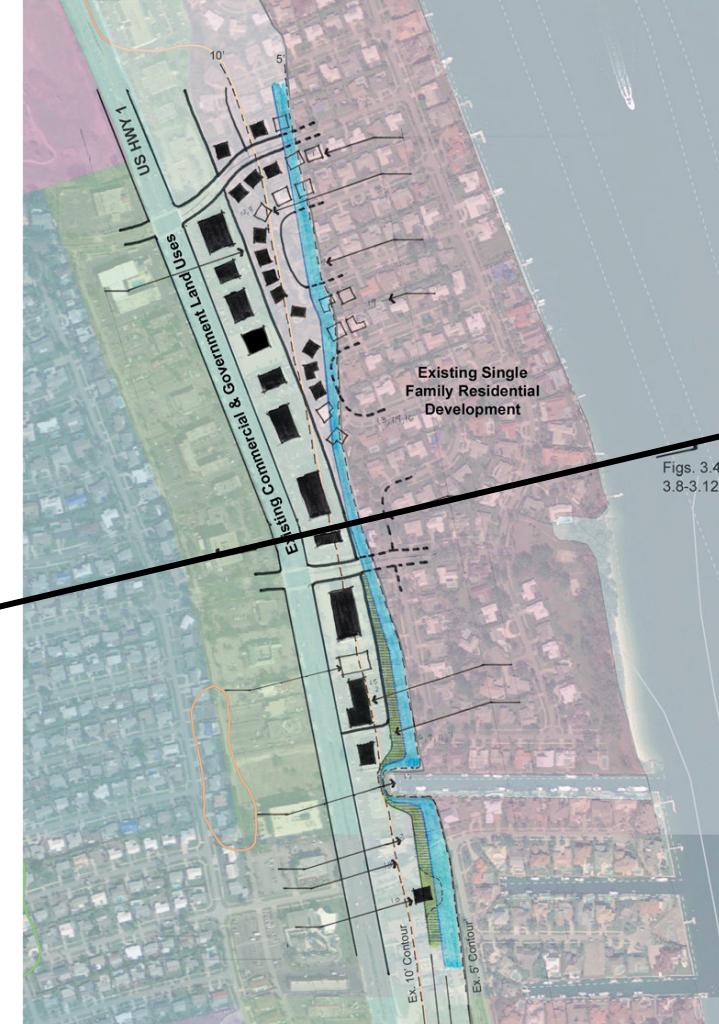 10'
5'
US HWY 1
Existing Commercial & Government Land Uses
Existing Single
Family Residential
Development
Figs. 3.4
3.8-3.12
Ex. 10' Contour
Ex. 5' Contour